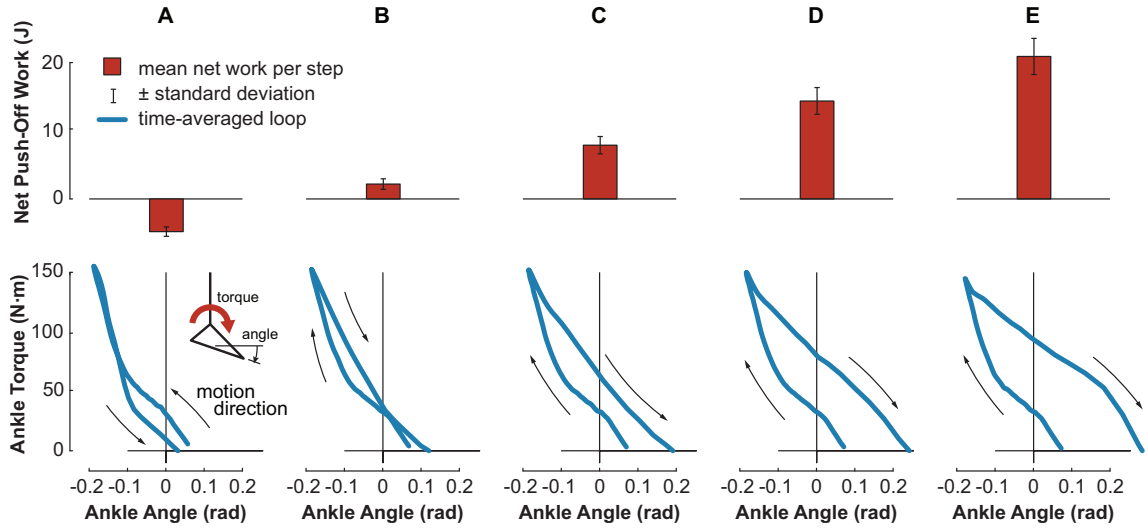 A B C D E
Net Push-Off Work (J)
20
10
0
mean net work per step
± standard deviation
time-averaged loop
-0.2 -0.1 0 0.1 0.2
-0.2 -0.1 0 0.1 0.2
-0.2 -0.1 0 0.1 0.2
-0.2 -0.1 0 0.1 0.2
-0.2 -0.1 0 0.1 0.2
Ankle Torque (N·m)
150
100
50
0
torque
angle
motion
direction
Ankle Angle (rad) Ankle Angle (rad) Ankle Angle (rad) Ankle Angle (rad) Ankle Angle (rad)